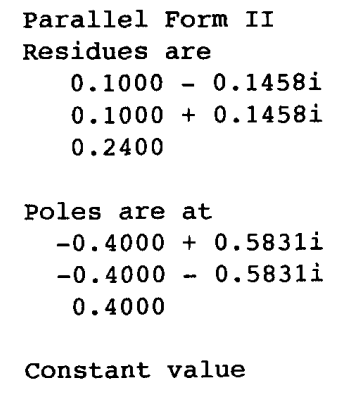 Parallel Form II
Residues are
0.1000 - 0.1458i
0.1000 + 0.1458i
0.2400
Poles are at
-0.4000 + 0.5831i
-0.4000 - 0.5831i
0.4000
Constant value